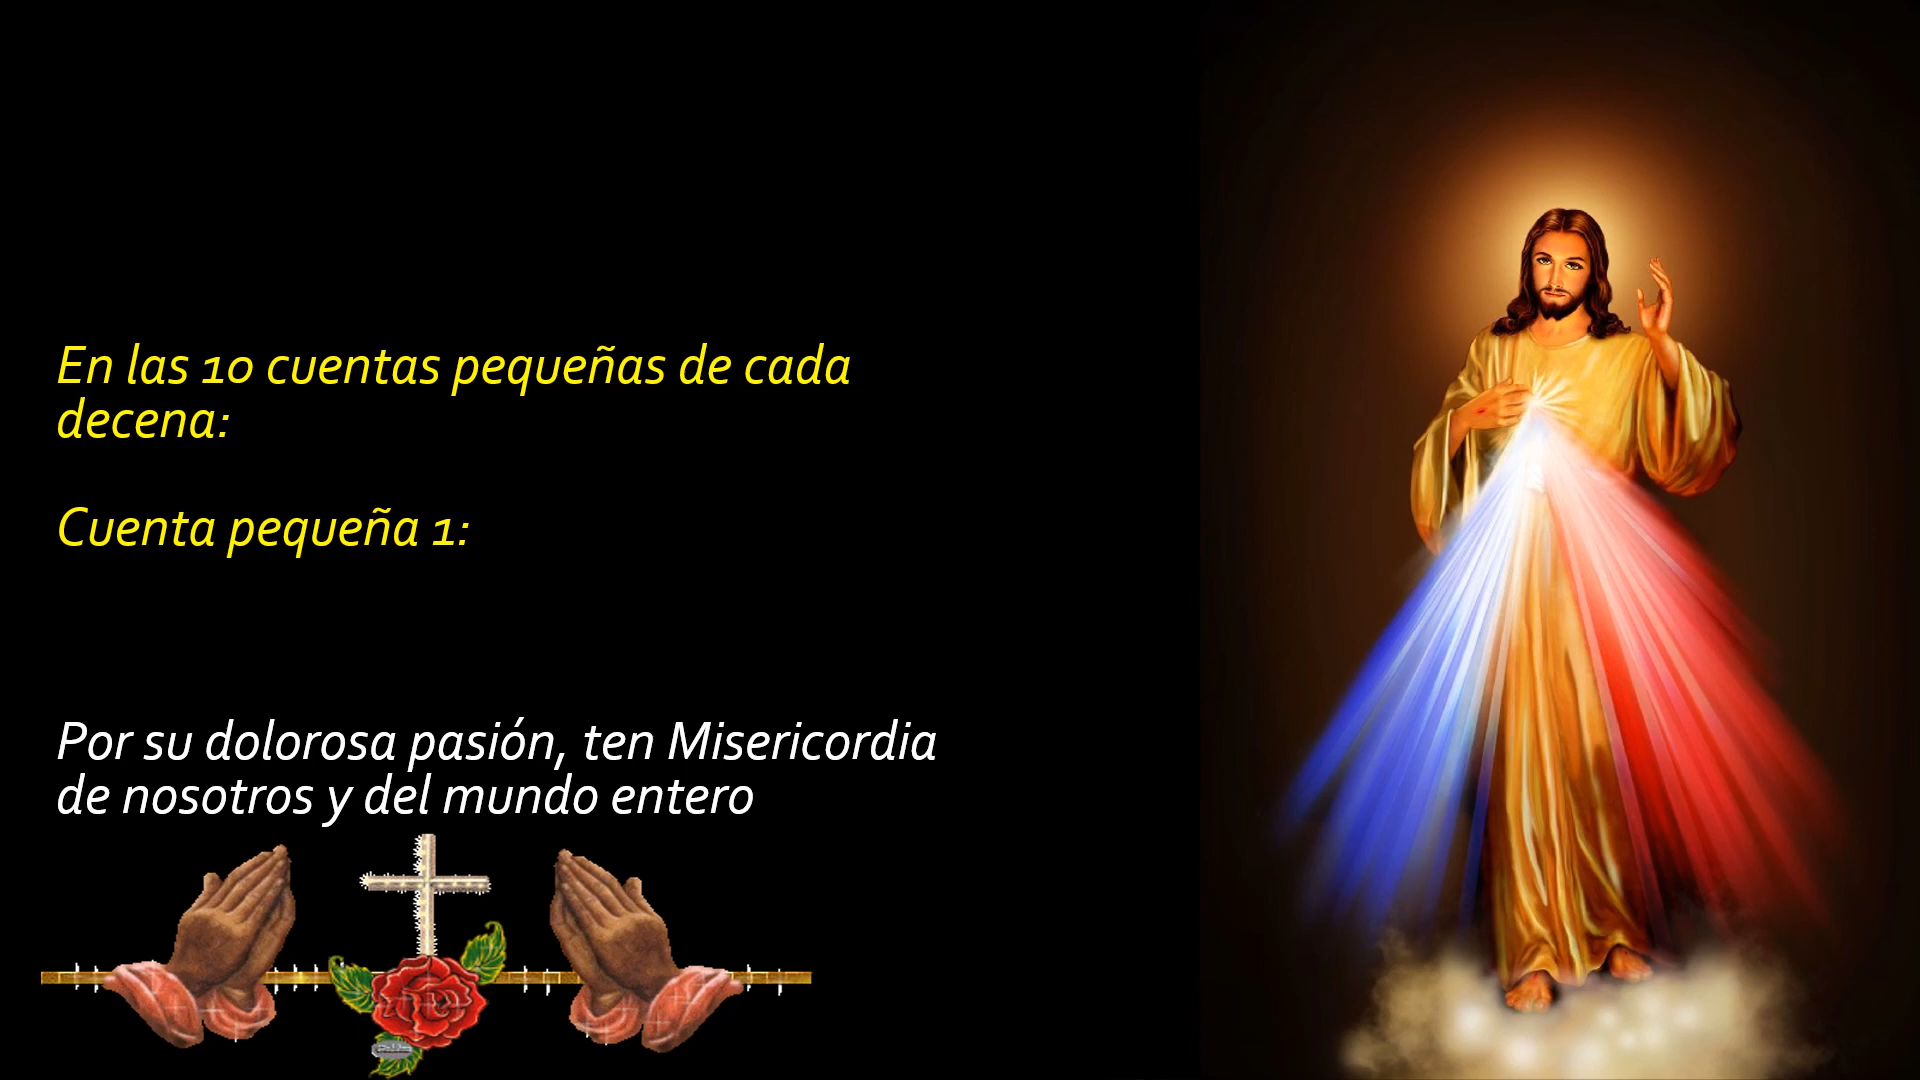 En las 10 cuentas pequeñas de cada
decena:
Cuenta pequeña 1:
Por su dolorosa pasión, ten Misericordia
de nosotros y del mundo entero